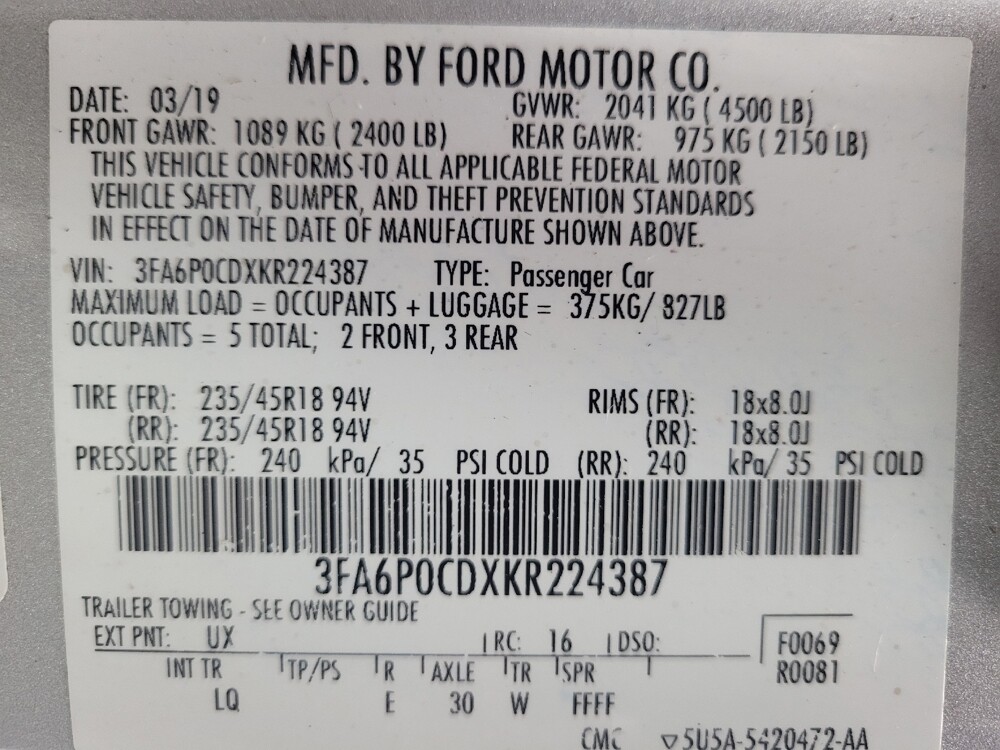 MFD. BY FORD MOTOR CO.
DATE: 03/19 GVWR: 2041 KG ( 4500 LB)
FRONT GAWR: 1089 KG ( 2400 LB) REAR GAWR: 975 KG ( 2150 LB)
THIS VEHICLE CONFORMS TO ALL APPLICABLE FEDERAL MOTOR
VEHICLE SAFETY, BUMPER, AND THEFT PREVENTION STANDARDS
IN EFFECT ON THE DATE OF MANUFACTURE SHOWN ABOVE.
VIN: 3FA6P0CDXKR224387 TYPE: Passenger Car
MAXIMUM LOAD = OCCUPANTS + LUGGAGE = 375KG/ 827LB
OCCUPANTS = 5 TOTAL; 2 FRONT, 3 REAR
TIRE (FR): 235/45R18 94V RIMS (FR): 18x8.0J
(RR): 235/45R18 94V (RR): 18x8.0J
PRESSURE (FR): 240 kPa/ 35 PSI COLD (RR): 240 kPa/ 35 PSI COLD
3FA6P0CDXKR224387
TRAILER TOWING - SEE OWNER GUIDE
EXT PNT: UX RC: 16 DSO: F0069
INT TR TP/PS R AXLE TR SPR R0081
LQ E 30 W FFFF
CMC ▽5U5A-5420472-AA